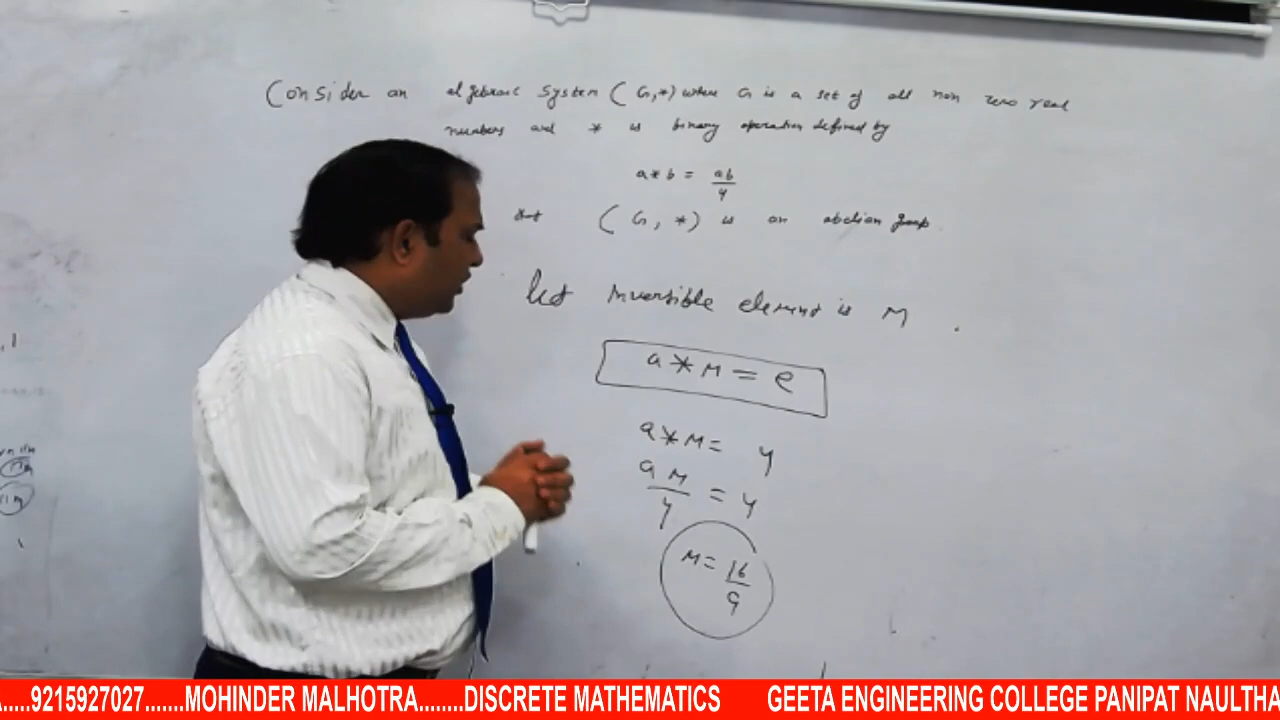 Consider an algebraic System (G,*) where G is a set of all non zero real
numbers and * is binary operation defined by
a*b = ab/4
that (G, *) is an abelian group.
let inversible element is M.
a*M = e
a*M = 4
aM/4 = 4
M = 16/a
.....9215927027.......MOHINDER MALHOTRA........DISCRETE MATHEMATICS GEETA ENGINEERING COLLEGE PANIPAT NAULTHA